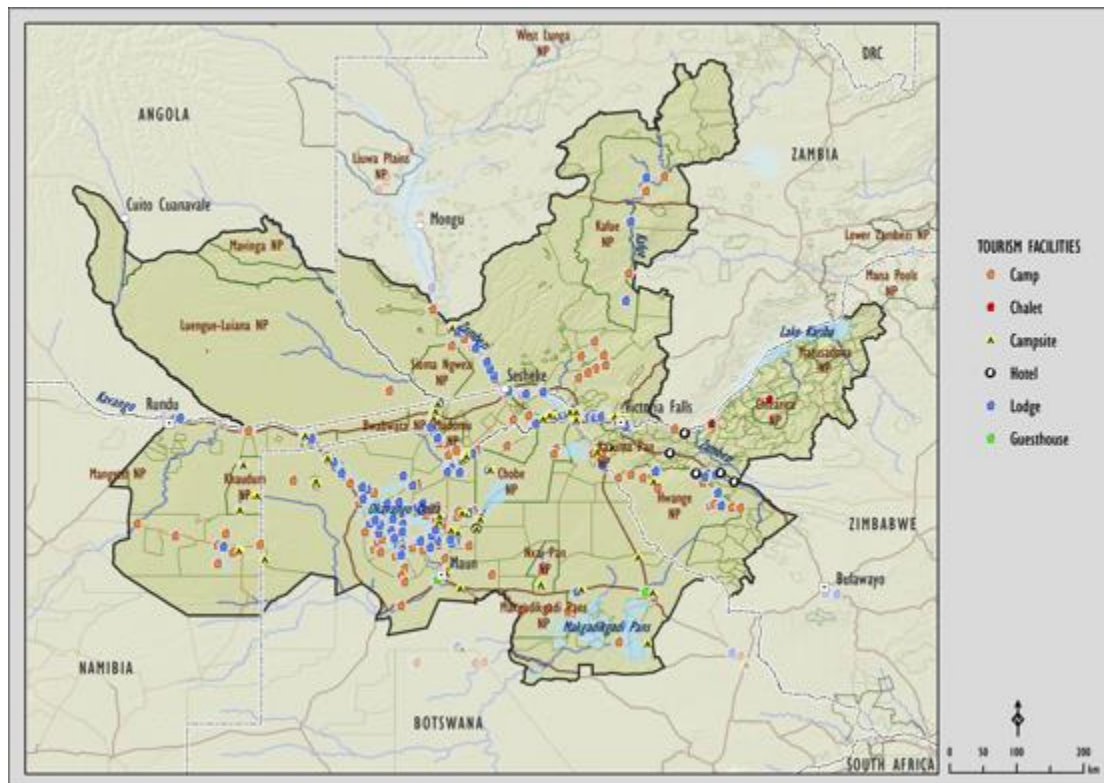 West Lunga
NP
DRC
ANGOLA
ZAMBIA
Liuwa Plains
NP
Cuito Cuanavale
Mongu
Kafue
NP
Kafue
Mavinga NP
Lower Zambezi NP
Mana Pools
NP
TOURISM FACILITIES
Camp
Chalet
Campsite
Hotel
Lodge
Guesthouse
Luengue-Luiana NP
Zambezi
Lake Kariba
Matusadona
NP
Sioma Ngwezi
NP
Sesheke
Chizarira
NP
Kavango
Rundu
Victoria Falls
Bwabwata NP
Mudumu
NP
Zambezi
Kazuma Pan
NP
Mangetti NP
Khaudum
NP
Chobe
NP
Okavango Delta
Hwange
NP
ZIMBABWE
Nxai Pan
NP
Maun
Bulawayo
Makgadikgadi Pans
NP
Makgadikgadi Pans
NAMIBIA
BOTSWANA
SOUTH AFRICA
0 50 100 200
km